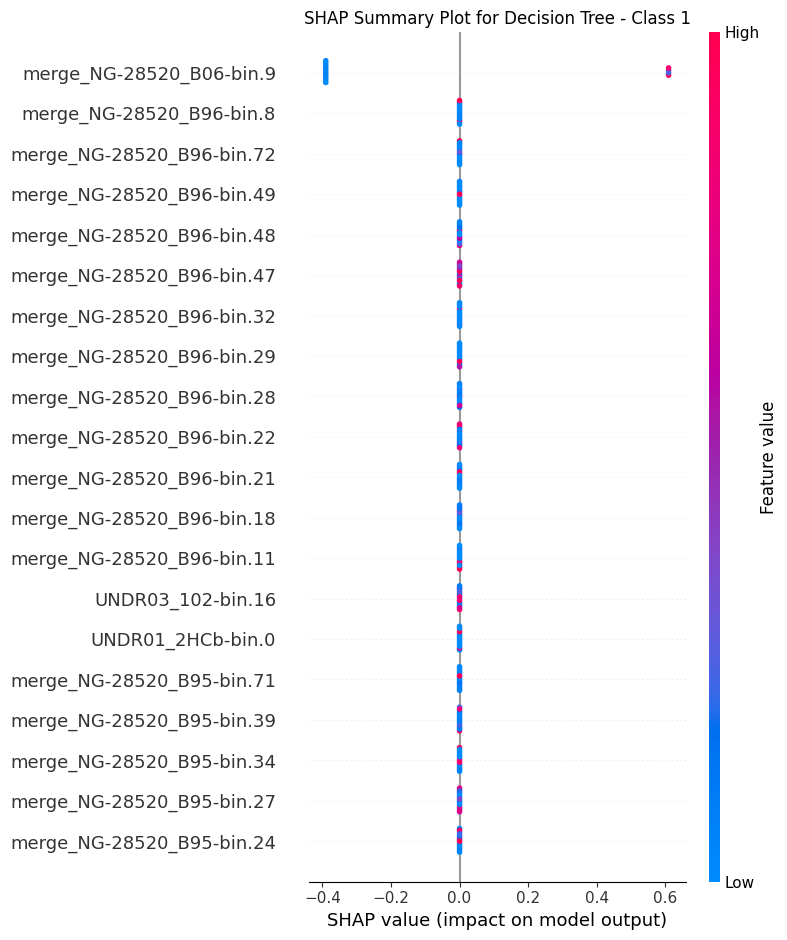 SHAP Summary Plot for Decision Tree - Class 1
High
merge_NG-28520_B06-bin.9
merge_NG-28520_B96-bin.8
merge_NG-28520_B96-bin.72
merge_NG-28520_B96-bin.49
merge_NG-28520_B96-bin.48
merge_NG-28520_B96-bin.47
merge_NG-28520_B96-bin.32
merge_NG-28520_B96-bin.29
merge_NG-28520_B96-bin.28
merge_NG-28520_B96-bin.22
merge_NG-28520_B96-bin.21
merge_NG-28520_B96-bin.18
merge_NG-28520_B96-bin.11
UNDR03_102-bin.16
UNDR01_2HCb-bin.0
merge_NG-28520_B95-bin.71
merge_NG-28520_B95-bin.39
merge_NG-28520_B95-bin.34
merge_NG-28520_B95-bin.27
merge_NG-28520_B95-bin.24
Feature value
Low
−0.4 −0.2 0.0 0.2 0.4 0.6
SHAP value (impact on model output)